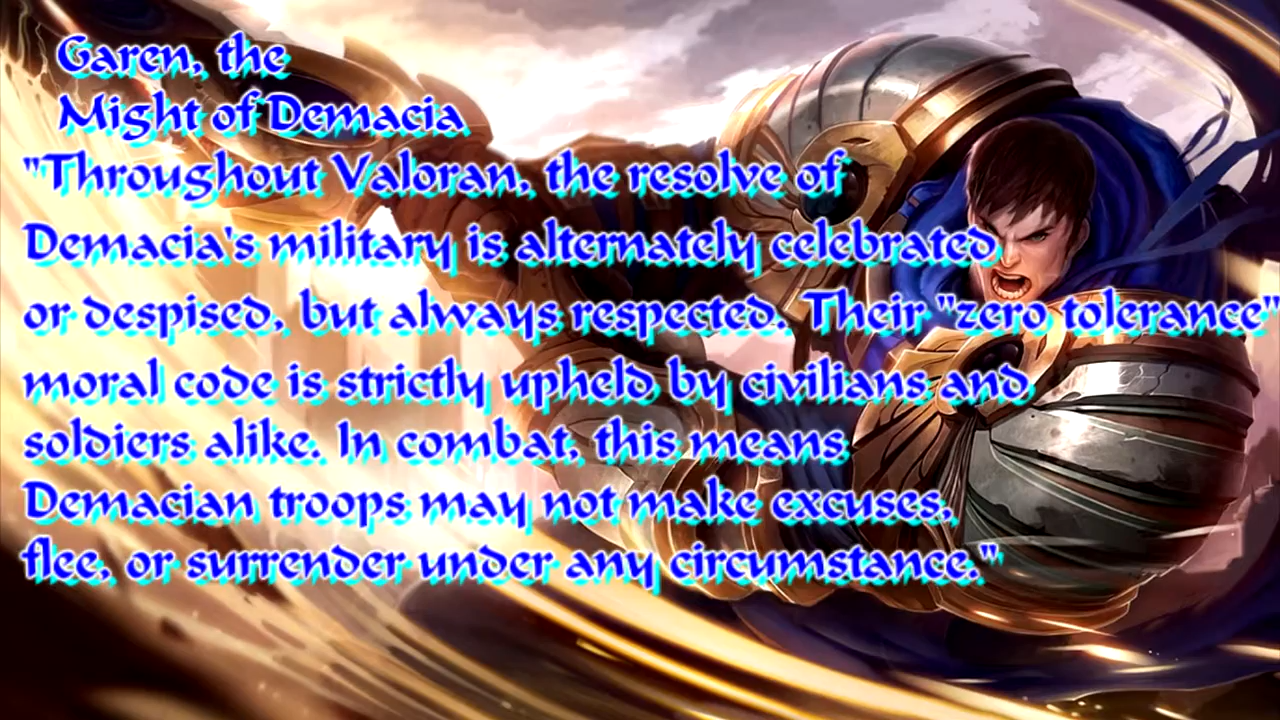 Garen, the
Might of Demacia
"Throughout Valoran, the resolve of
Demacia's military is alternately celebrated
or despised, but always respected. Their "zero tolerance"
moral code is strictly upheld by civilians and
soldiers alike. In combat, this means
Demacian troops may not make excuses,
flee, or surrender under any circumstance."